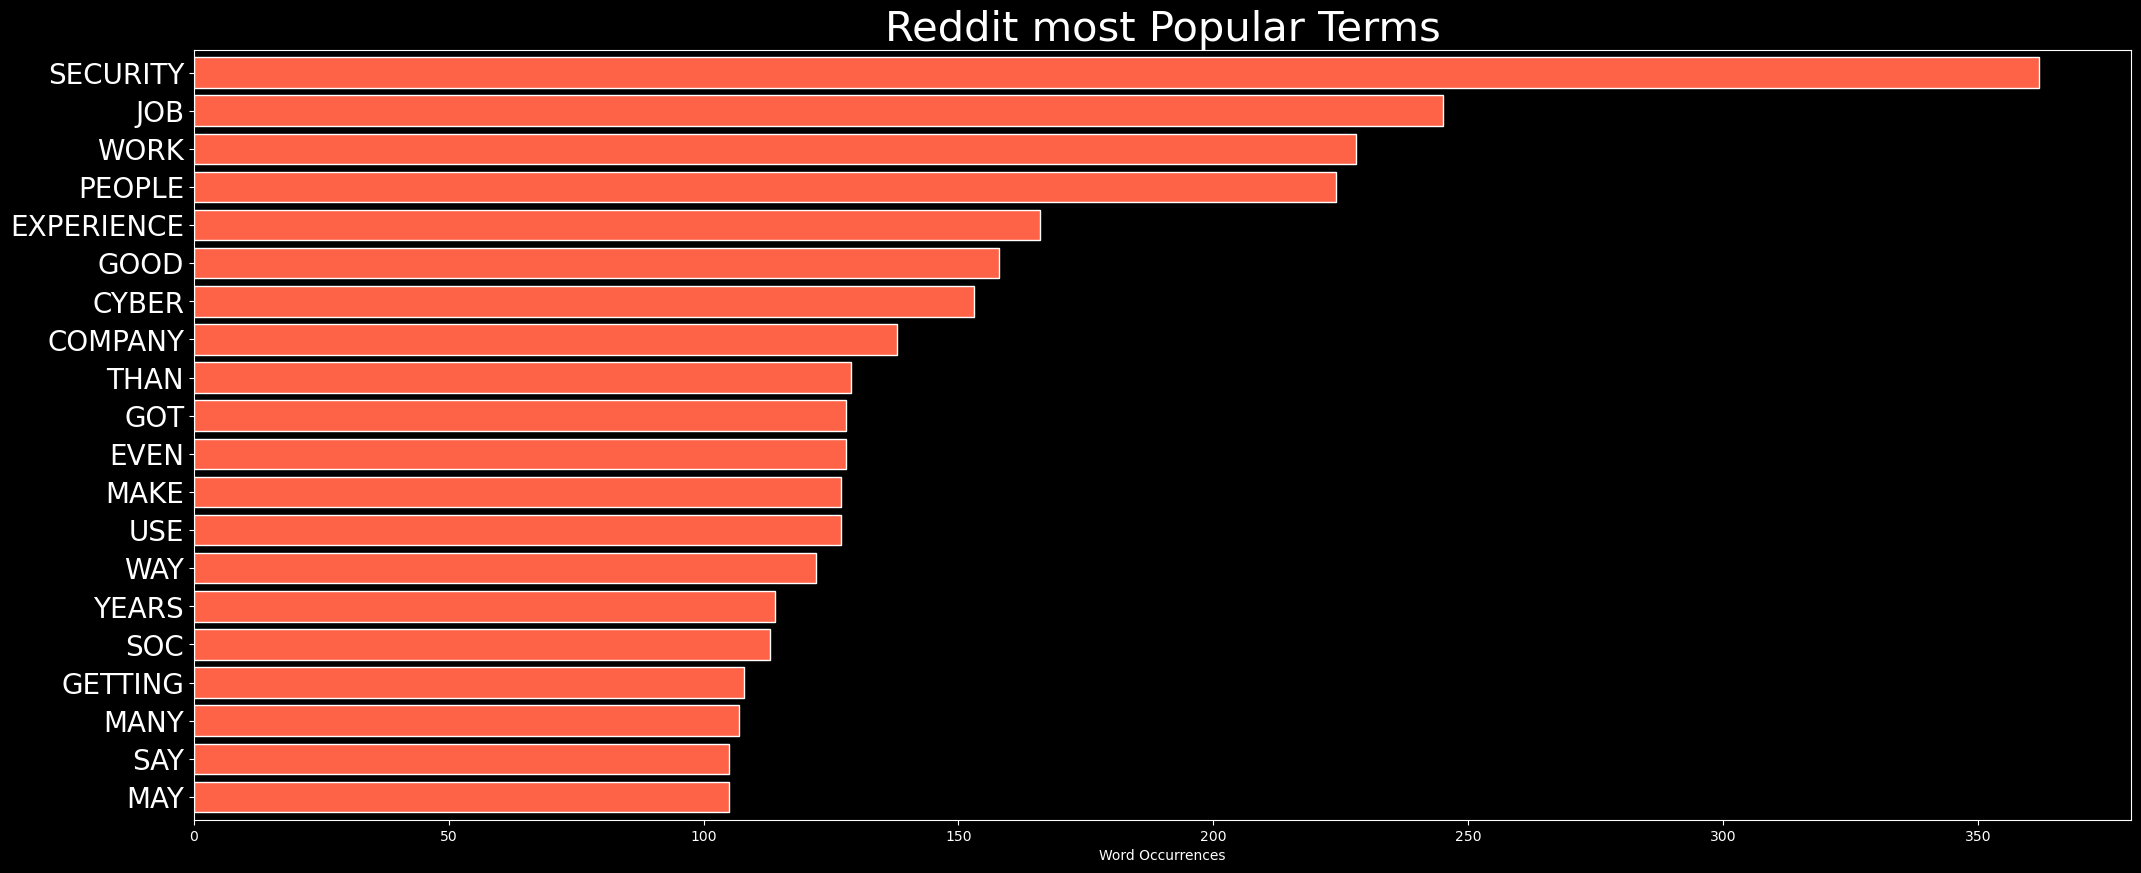 Reddit most Popular Terms
SECURITY
JOB
WORK
PEOPLE
EXPERIENCE
GOOD
CYBER
COMPANY
THAN
GOT
EVEN
MAKE
USE
WAY
YEARS
SOC
GETTING
MANY
SAY
MAY
0 50 100 150 200 250 300 350
Word Occurrences